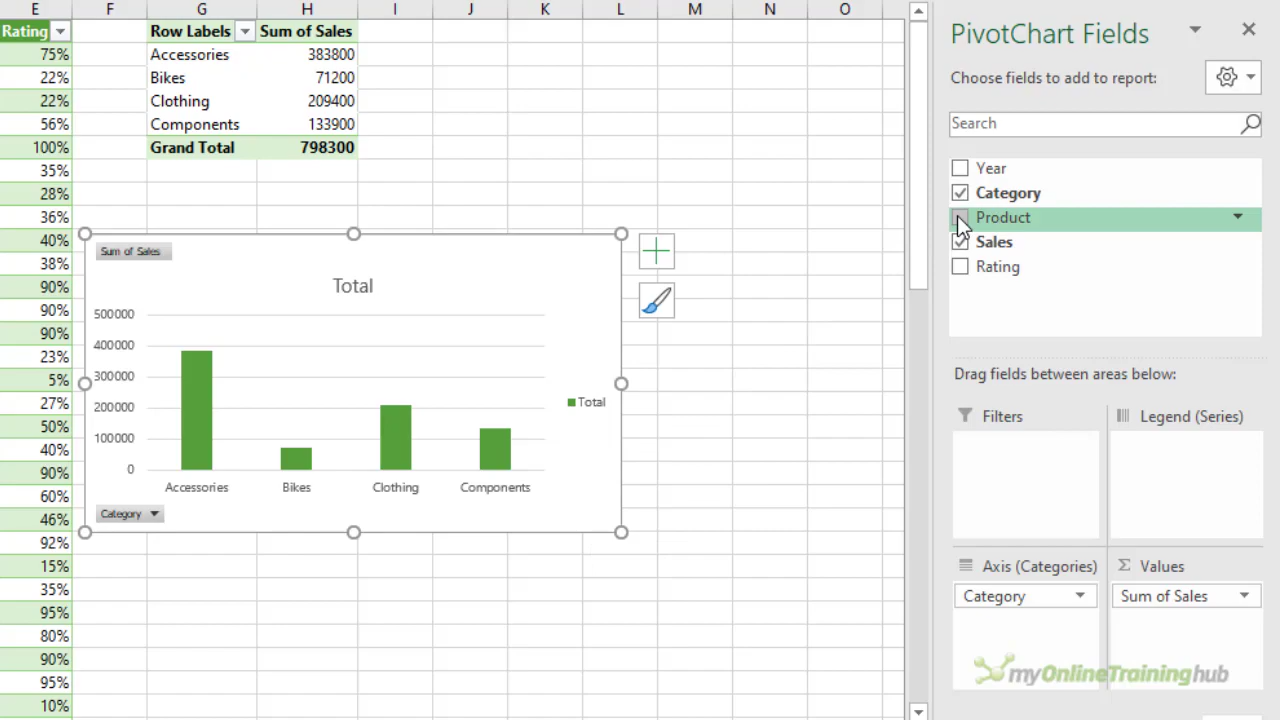 E F G H I J K L M N O
Rating Row Labels Sum of Sales
75% Accessories 383800
22% Bikes 71200
22% Clothing 209400
56% Components 133900
100% Grand Total 798300
35%
28%
36%
40%
38%
90%
90%
90%
23%
5%
27%
50%
40%
90%
60%
46%
92%
15%
35%
95%
80%
90%
95%
10%
Sum of Sales
Total
500000
400000
300000
200000
100000
0
Accessories Bikes Clothing Components
Total
Category
PivotChart Fields
Choose fields to add to report:
Search
Year
Category
Product
Sales
Rating
Drag fields between areas below:
Filters
Legend (Series)
Axis (Categories)
Category
Σ Values
Sum of Sales
myOnlineTraininghub